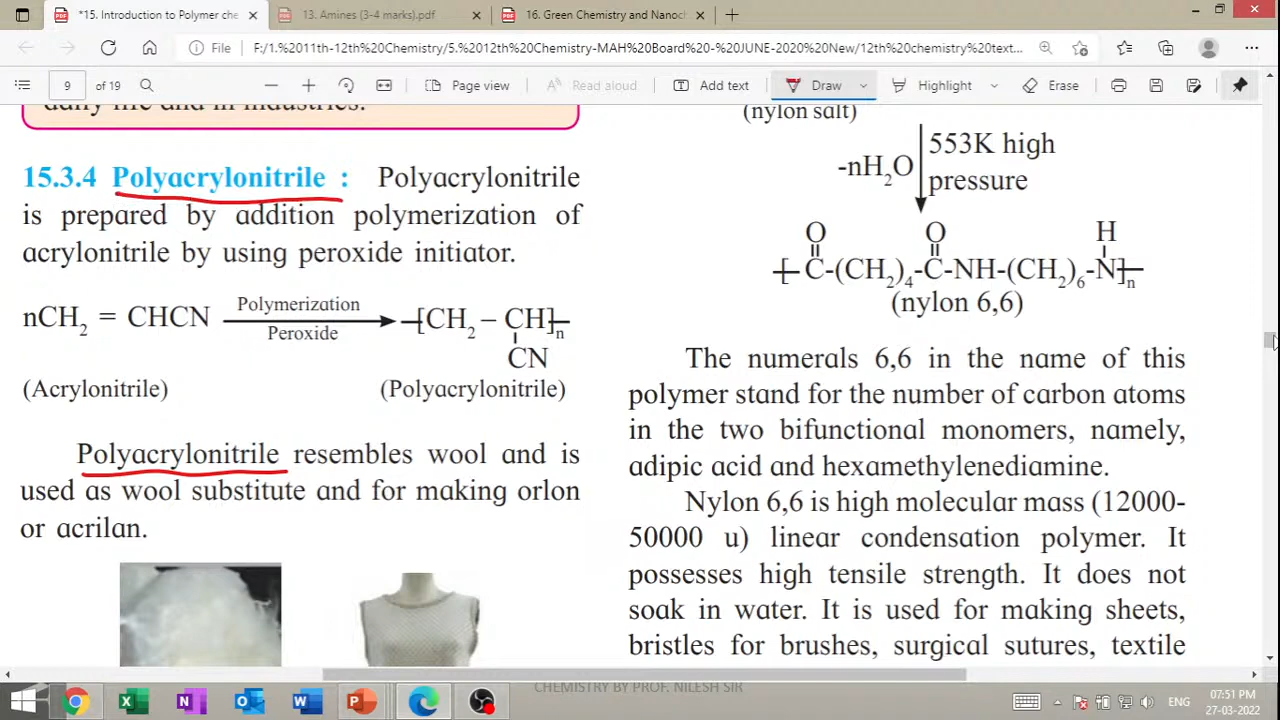 *15. Introduction to Polymer che
13. Amines (3-4 marks).pdf
16. Green Chemistry and Nanoch
File
F:/1.%2011th-12th%20Chemistry/5.%2012th%20Chemistry-MAH%20Board%20-%20JUNE-2020%20New/12th%20chemistry%20text...
9 of 19
Page view
Read aloud
Add text
Draw
Highlight
Erase
daily life and in industries.
15.3.4 Polyacrylonitrile : Polyacrylonitrile
is prepared by addition polymerization of
acrylonitrile by using peroxide initiator.
nCH₂ = CHCN
Polymerization
Peroxide
-[CH₂ – CH]-n
CN
(Acrylonitrile)
(Polyacrylonitrile)
Polyacrylonitrile resembles wool and is
used as wool substitute and for making orlon
or acrilan.
(nylon salt)
-nH₂O
553K high
pressure
O O H
-[C-(CH₂)₄-C-NH-(CH₂)₆-N]-n
(nylon 6,6)
The numerals 6,6 in the name of this
polymer stand for the number of carbon atoms
in the two bifunctional monomers, namely,
adipic acid and hexamethylenediamine.
Nylon 6,6 is high molecular mass (12000-
50000 u) linear condensation polymer. It
possesses high tensile strength. It does not
soak in water. It is used for making sheets,
bristles for brushes, surgical sutures, textile
CHEMISTRY BY PROF. NILESH SIR
ENG
07:51 PM
27-03-2022